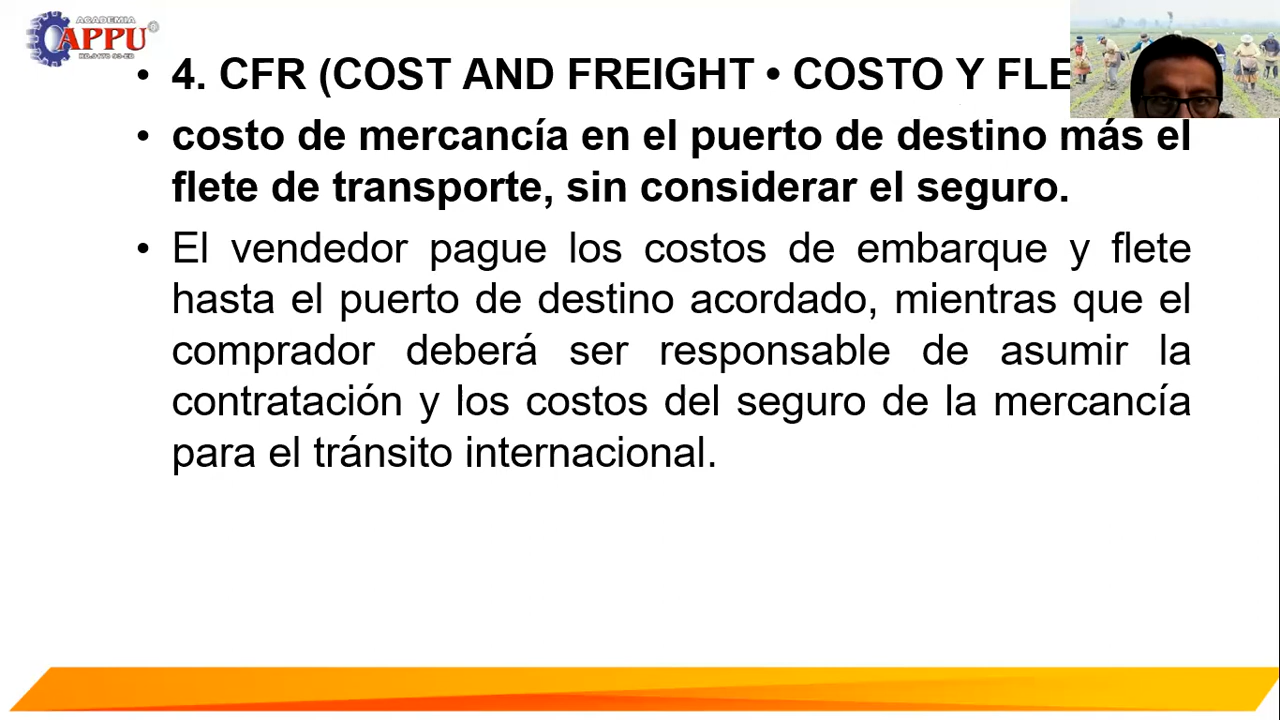 ACADEMIA
APPU
• 4. CFR (COST AND FREIGHT • COSTO Y FLE
• costo de mercancía en el puerto de destino más el
flete de transporte, sin considerar el seguro.
• El vendedor pague los costos de embarque y flete
hasta el puerto de destino acordado, mientras que el
comprador deberá ser responsable de asumir la
contratación y los costos del seguro de la mercancía
para el tránsito internacional.